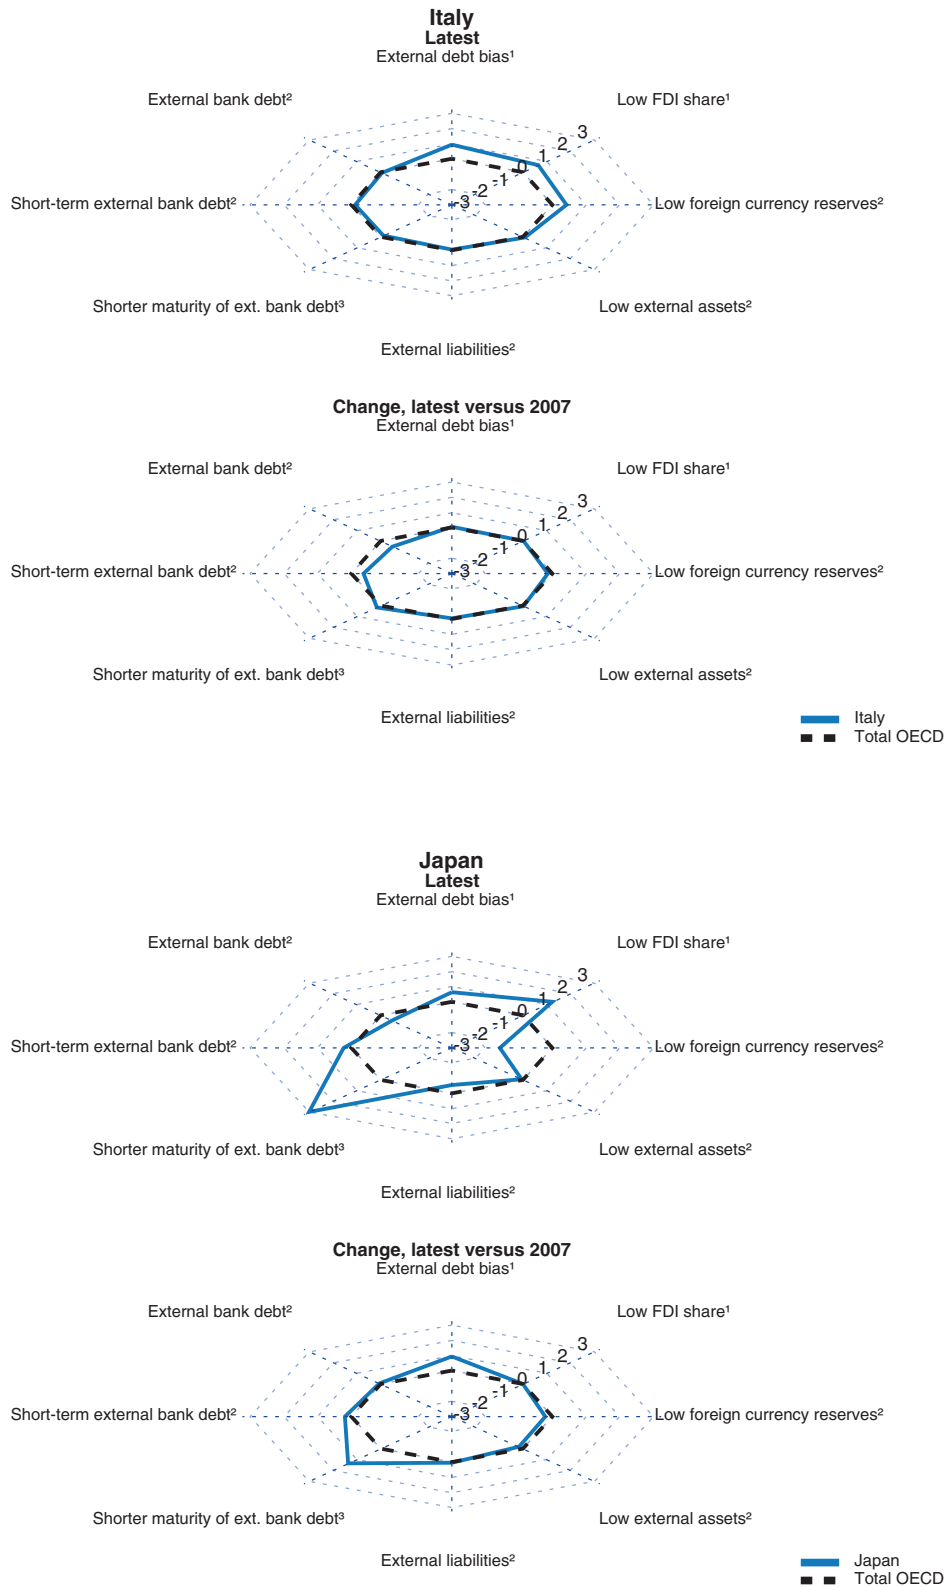 Italy
Latest
External debt bias¹
External bank debt²
Low FDI share¹
3
2
1
0
-1
-2
-3
Short-term external bank debt²
Low foreign currency reserves²
Shorter maturity of ext. bank debt³
Low external assets²
External liabilities²
Change, latest versus 2007
External debt bias¹
External bank debt²
Low FDI share¹
3
2
1
0
-1
-2
-3
Short-term external bank debt²
Low foreign currency reserves²
Shorter maturity of ext. bank debt³
Low external assets²
External liabilities²
Italy
Total OECD
Japan
Latest
External debt bias¹
External bank debt²
Low FDI share¹
3
2
1
0
-1
-2
-3
Short-term external bank debt²
Low foreign currency reserves²
Shorter maturity of ext. bank debt³
Low external assets²
External liabilities²
Change, latest versus 2007
External debt bias¹
External bank debt²
Low FDI share¹
3
2
1
0
-1
-2
-3
Short-term external bank debt²
Low foreign currency reserves²
Shorter maturity of ext. bank debt³
Low external assets²
External liabilities²
Japan
Total OECD